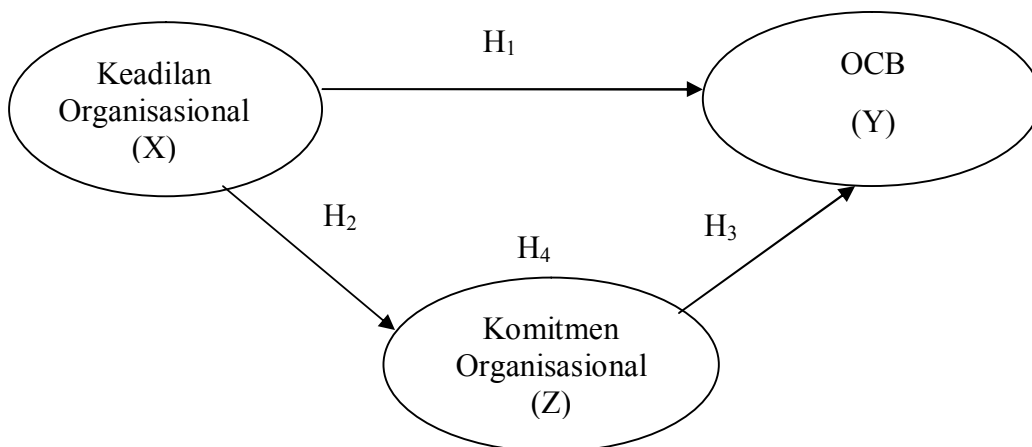 H₁
Keadilan
Organisasional
(X)
OCB
(Y)
H₂
H₃
H₄
Komitmen
Organisasional
(Z)